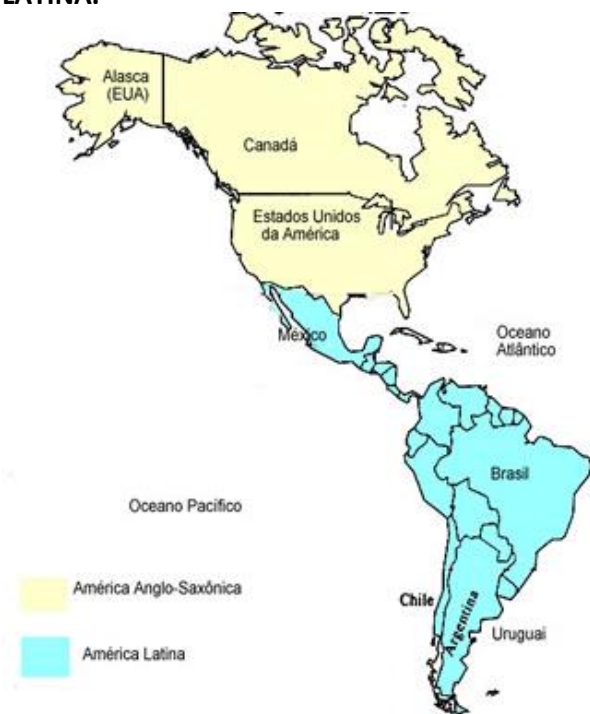 LATINA.
Alasca
(EUA)
Canadá
Estados Unidos
da América
México
Oceano
Atlântico
Brasil
Oceano Pacífico
América Anglo-Saxônica
Chile
Argentina
Uruguai
América Latina